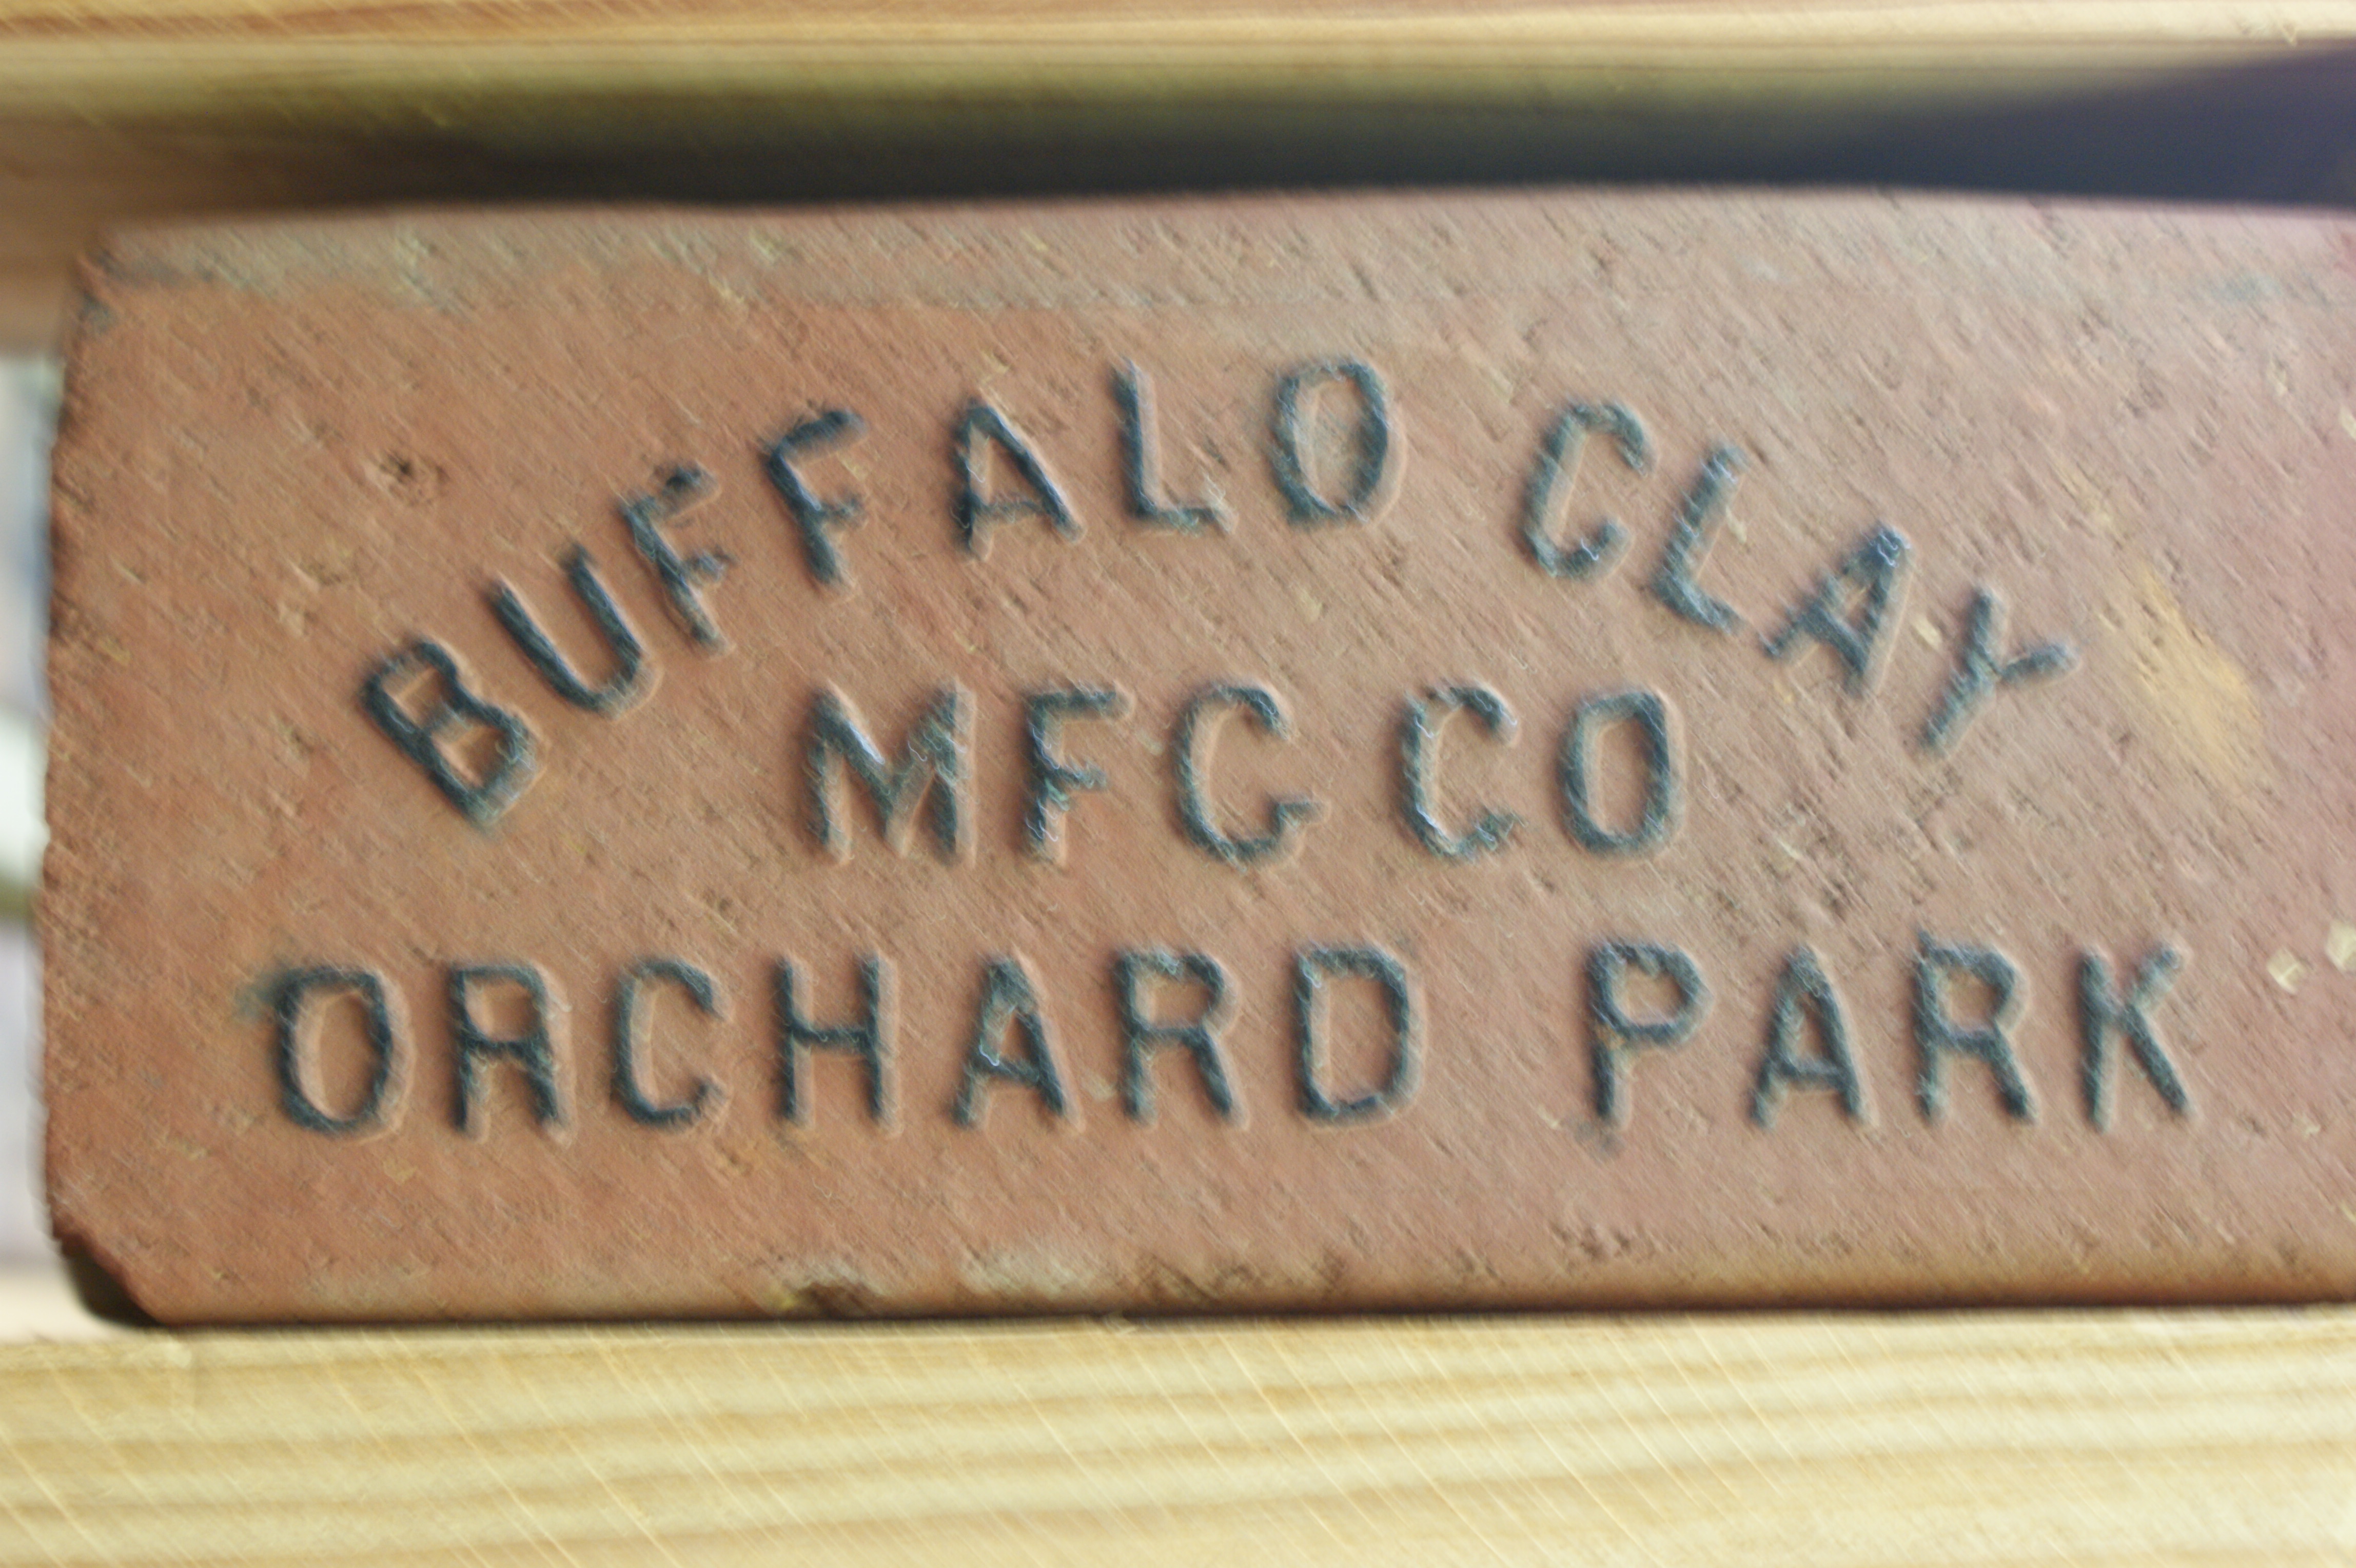 BUFFALO CLAY
MFG CO
ORCHARD PARK